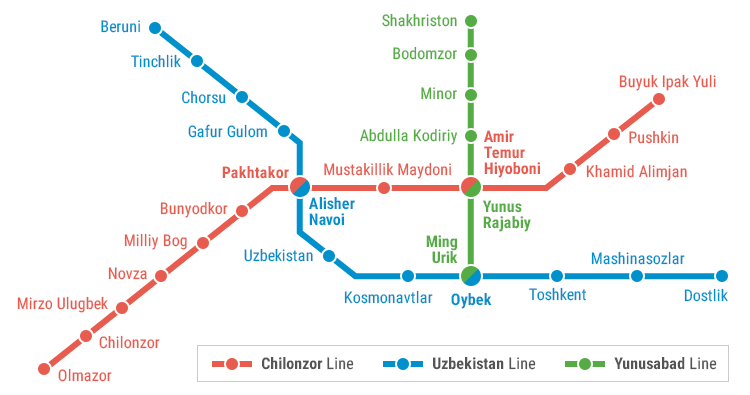 Shakhriston
Beruni
Bodomzor
Tinchlik
Buyuk Ipak Yuli
Minor
Chorsu
Gafur Gulom
Abdulla Kodiriy
Amir
Temur
Hiyoboni
Pushkin
Pakhtakor
Mustakillik Maydoni
Khamid Alimjan
Alisher
Navoi
Yunus
Rajabiy
Bunyodkor
Milliy Bog
Ming
Urik
Uzbekistan
Mashinasozlar
Novza
Kosmonavtlar
Oybek
Toshkent
Dostlik
Mirzo Ulugbek
Chilonzor
Olmazor
Chilonzor Line
Uzbekistan Line
Yunusabad Line